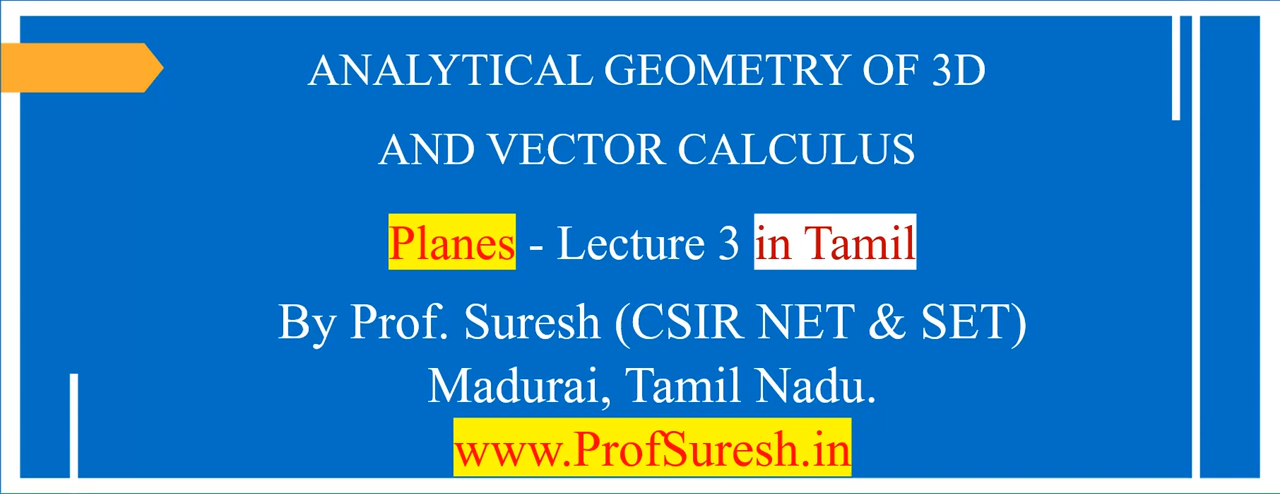 ANALYTICAL GEOMETRY OF 3D
AND VECTOR CALCULUS
Planes - Lecture 3 in Tamil
By Prof. Suresh (CSIR NET & SET)
Madurai, Tamil Nadu.
www.ProfSuresh.in